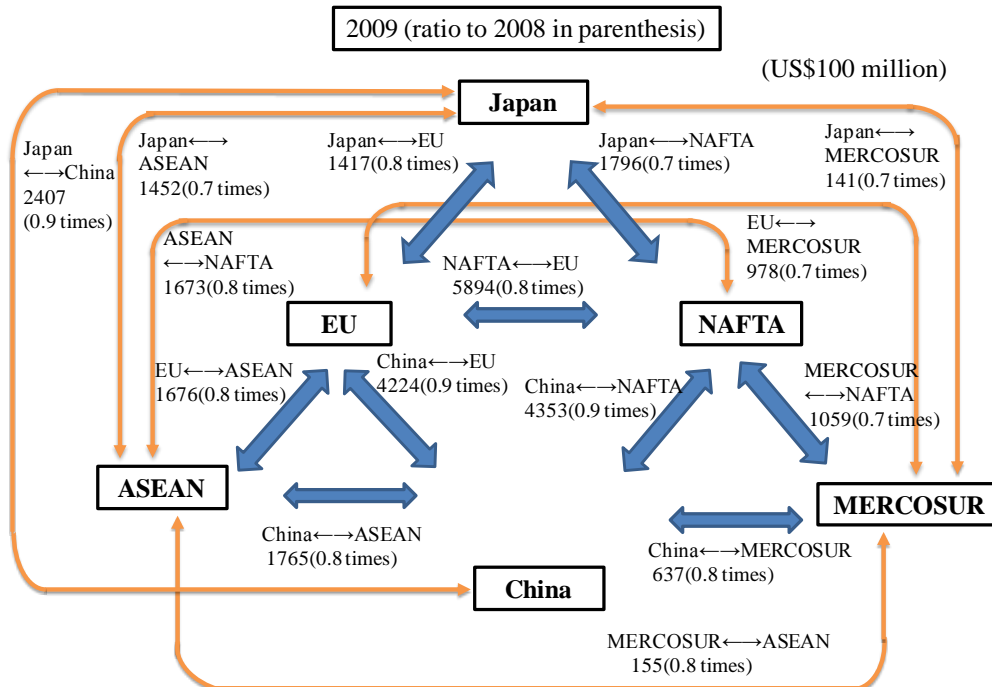 2009 (ratio to 2008 in parenthesis)
(US$100 million)
Japan
Japan
←→China
2407
(0.9 times)
Japan←→
ASEAN
1452(0.7 times)
Japan←→EU
1417(0.8 times)
Japan←→NAFTA
1796(0.7 times)
Japan←→
MERCOSUR
141(0.7 times)
ASEAN
←→NAFTA
1673(0.8 times)
NAFTA←→EU
5894(0.8 times)
EU←→
MERCOSUR
978(0.7 times)
EU
NAFTA
EU←→ASEAN
1676(0.8 times)
China←→EU
4224(0.9 times)
China←→NAFTA
4353(0.9 times)
MERCOSUR
←→NAFTA
1059(0.7 times)
ASEAN
MERCOSUR
China←→ASEAN
1765(0.8 times)
China←→MERCOSUR
637(0.8 times)
China
MERCOSUR←→ASEAN
155(0.8 times)